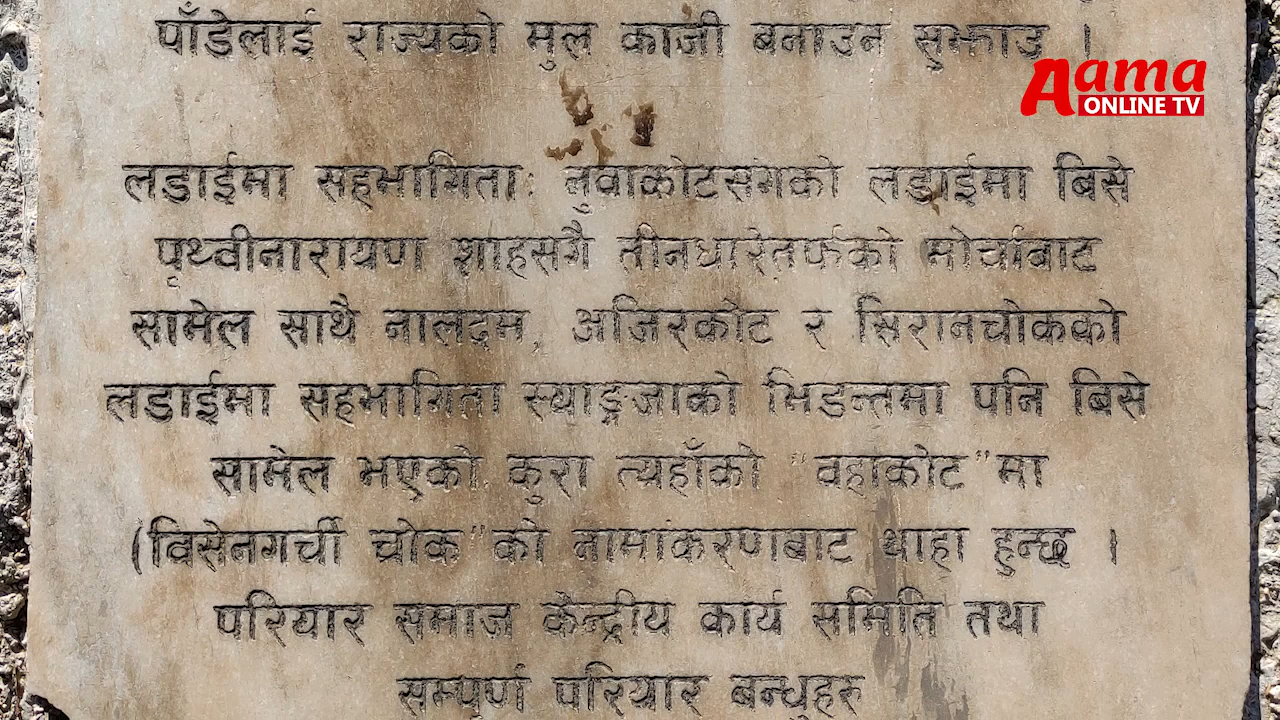 पाँडेलाई राज्यको मुल काजी बनाउन सुझाउ ।
Aama
ONLINE TV
लडाईमा सहभागिता: नुवाकोटसंगको लडाईमा बिसे
पृथ्वीनारायण शाहसगैं तीनधारेतर्फको मोर्चाबाट
सामेल साथै नालदुम, अजिरकोट र सिरानचोकको
लडाईमा सहभागिता स्याङ्जाको भिडन्तमा पनि बिसे
सामेल भएको कुरा त्यहाँको "वहाकोट"मा
(विसेनगर्ची चोक"को नामांकरणबाट थाहा हुन्छ ।
परियार समाज केन्द्रीय कार्य समिति तथा
सम्पुर्ण परियार बन्धुहरु